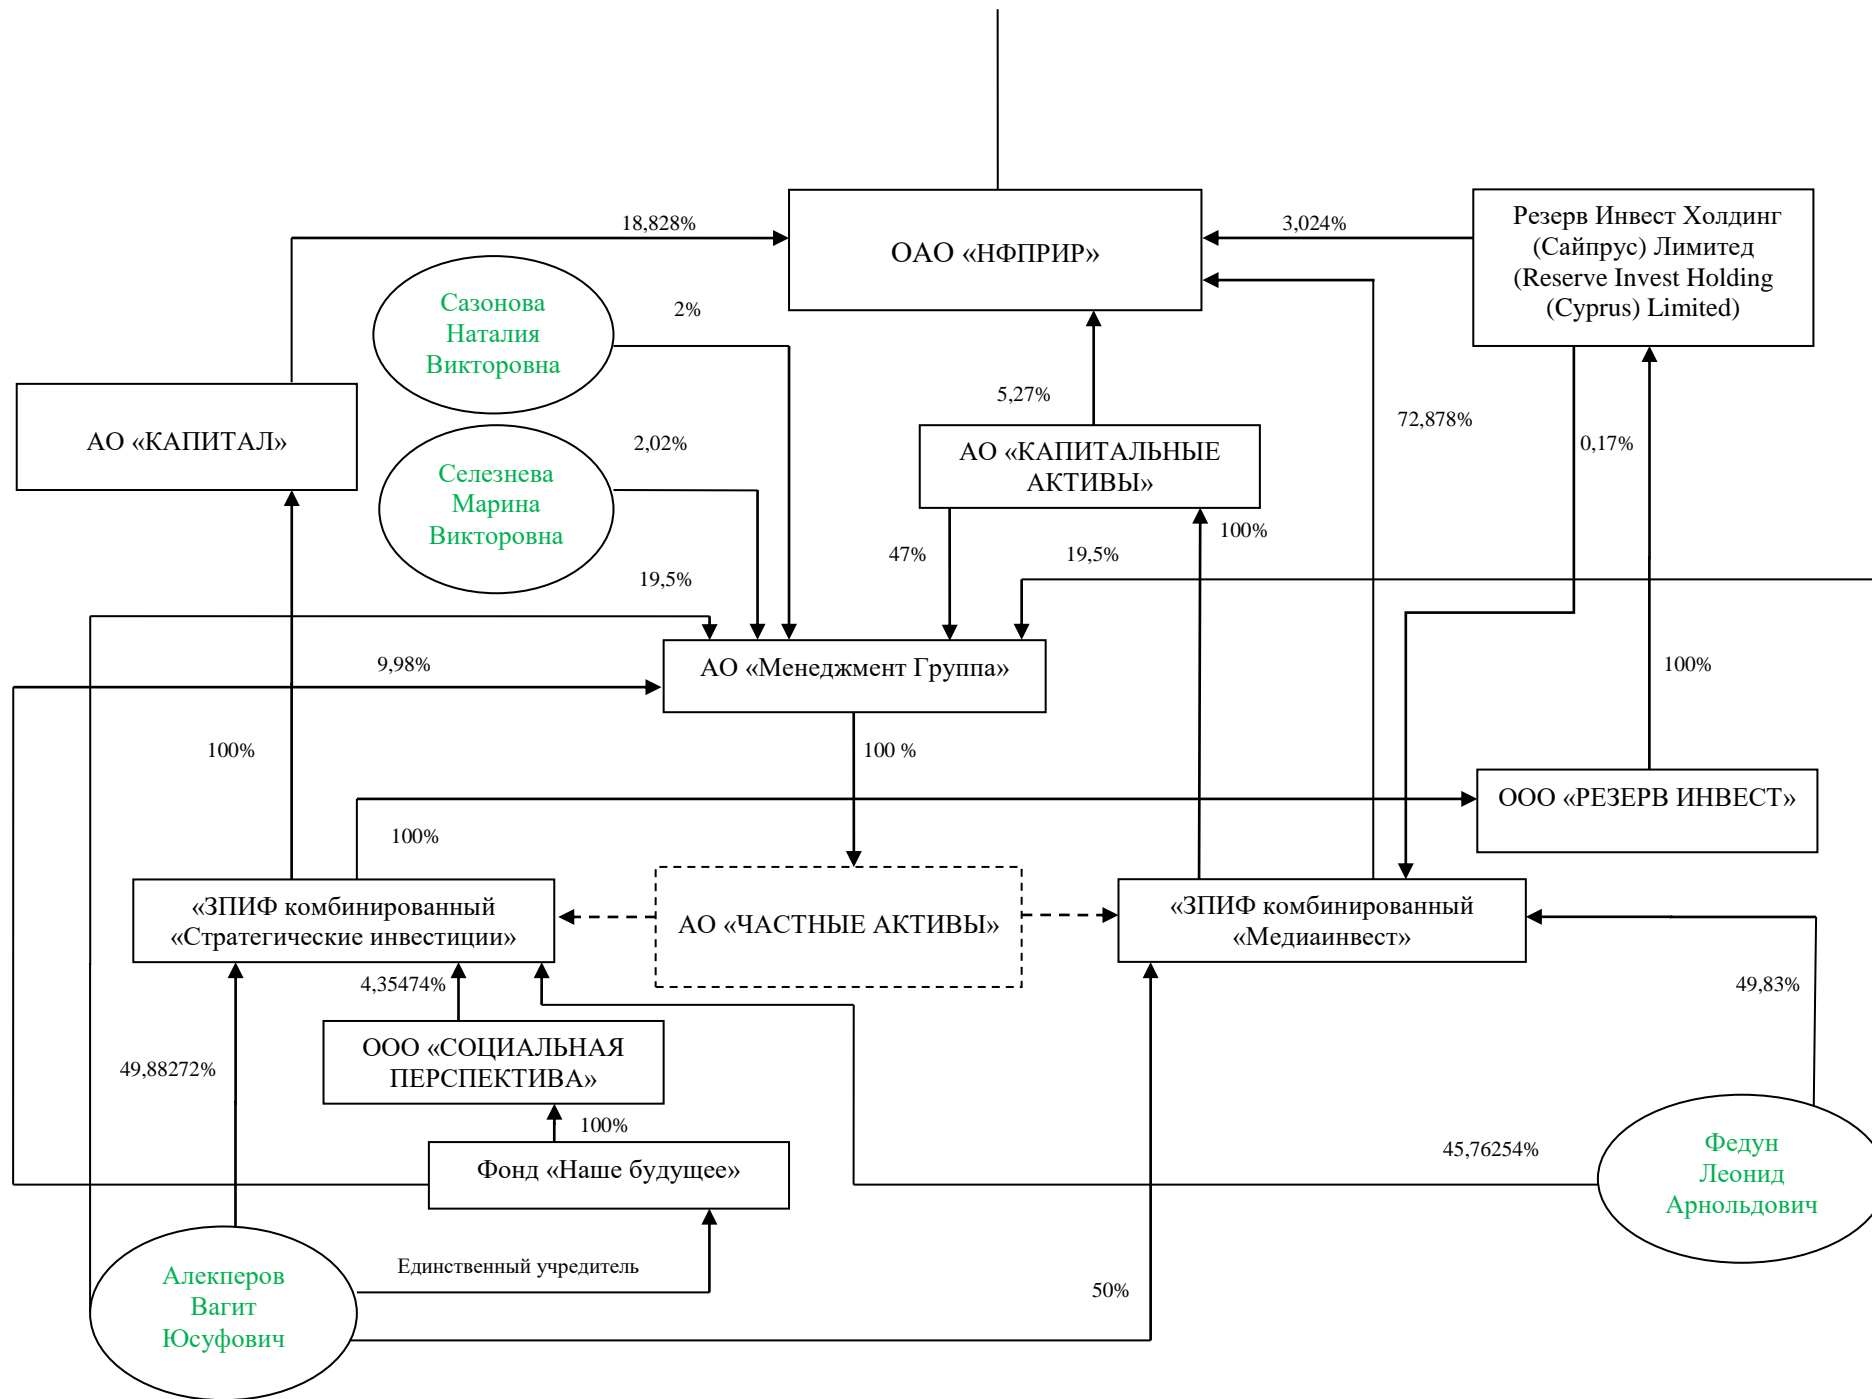 18,828%
ОАО «НФПРИР»
3,024%
Резерв Инвест Холдинг
(Сайпрус) Лимитед
(Reserve Invest Holding
(Cyprus) Limited)
Сазонова
Наталия
Викторовна
2%
5,27%
72,878%
0,17%
АО «КАПИТАЛ»
2,02%
АО «КАПИТАЛЬНЫЕ
АКТИВЫ»
Селезнева
Марина
Викторовна
19,5%
47%
19,5%
100%
АО «Менеджмент Группа»
9,98%
100%
100%
100 %
ООО «РЕЗЕРВ ИНВЕСТ»
100%
«ЗПИФ комбинированный
«Стратегические инвестиции»
АО «ЧАСТНЫЕ АКТИВЫ»
«ЗПИФ комбинированный
«Медиаинвест»
4,35474%
49,83%
ООО «СОЦИАЛЬНАЯ
ПЕРСПЕКТИВА»
49,88272%
100%
Фонд «Наше будущее»
45,76254%
Федун
Леонид
Арнольдович
Единственный учредитель
Алекперов
Вагит
Юсуфович
50%